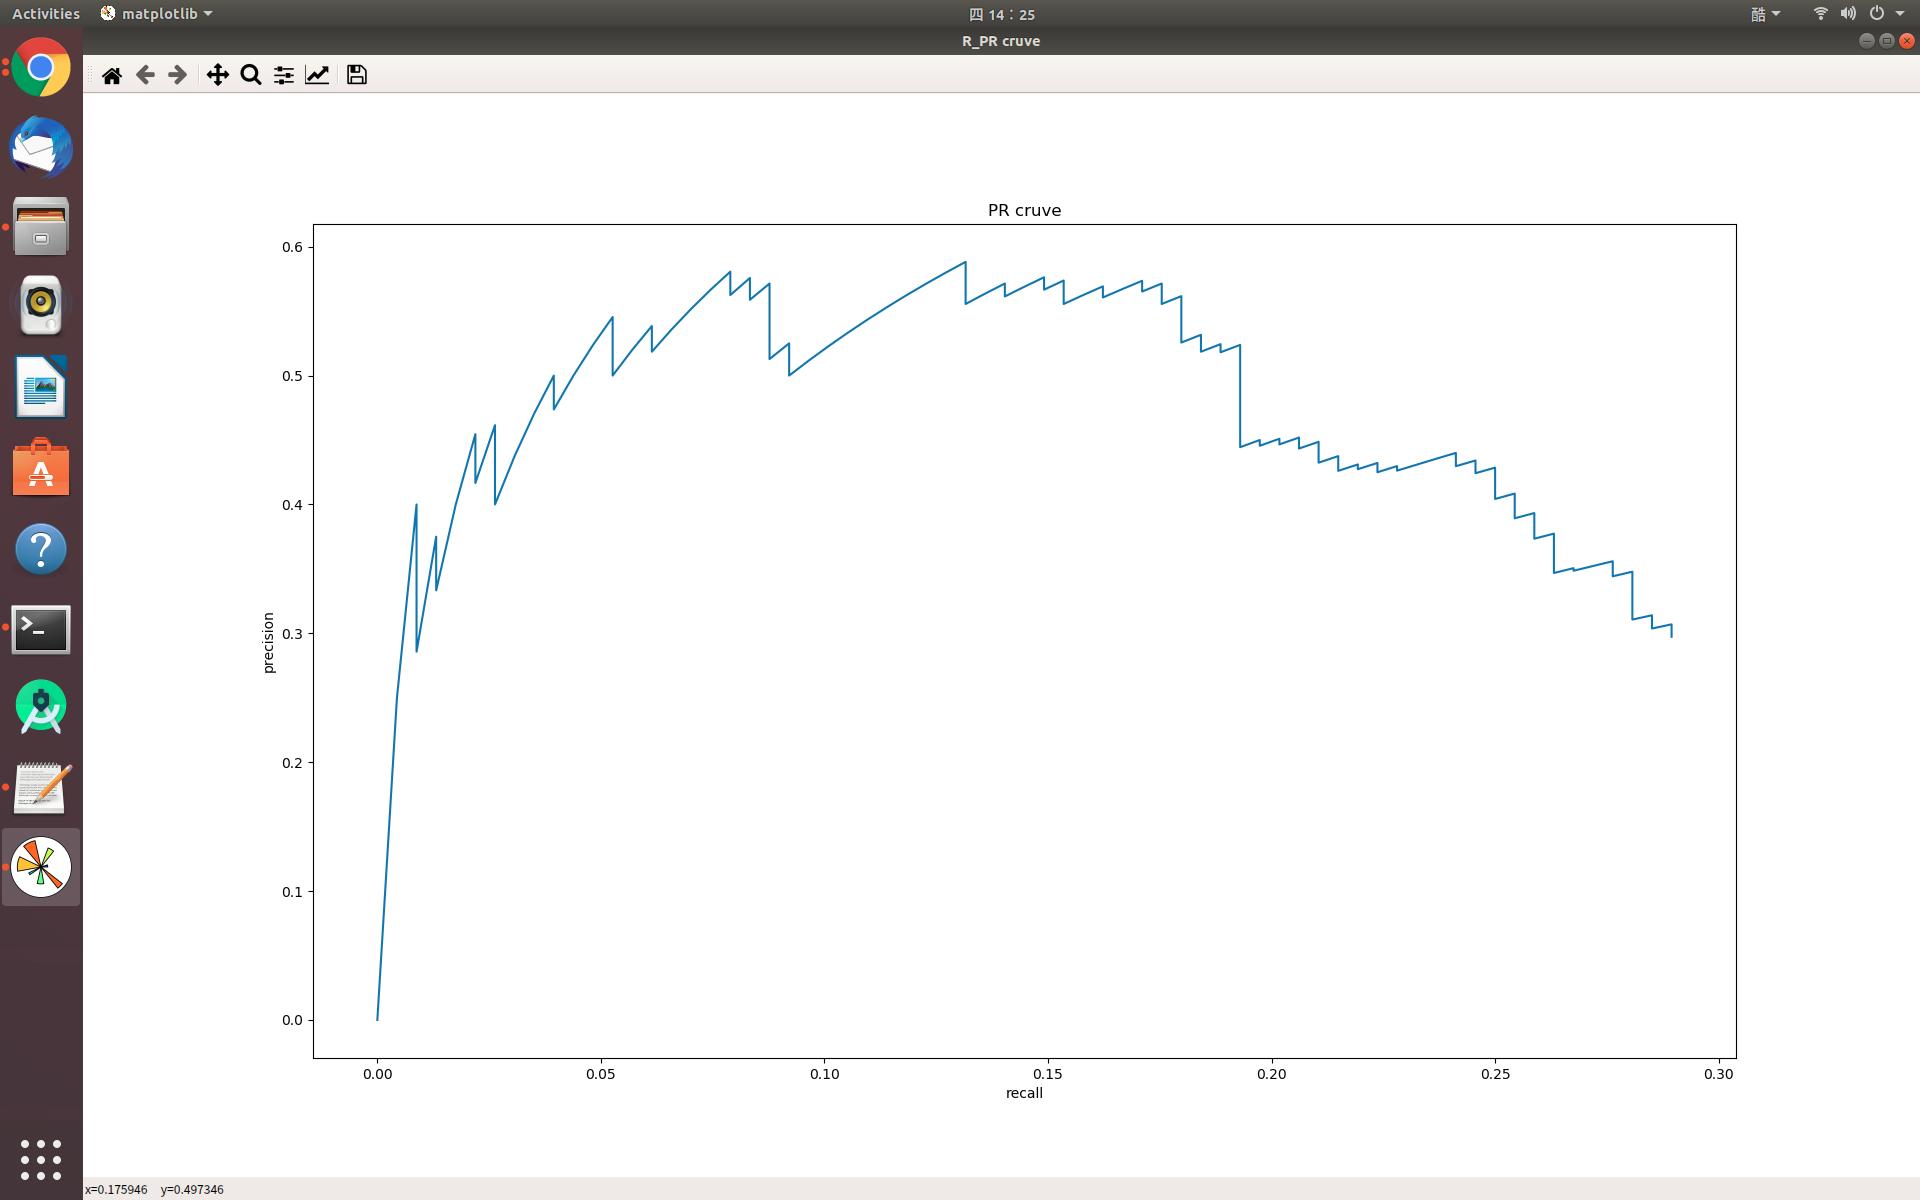 Activities matplotlib 四 14：25 酷
R_PR cruve
PR cruve
0.6
0.5
0.4
0.3
0.2
0.1
0.0
precision
0.00 0.05 0.10 0.15 0.20 0.25 0.30
recall
x=0.175946 y=0.497346